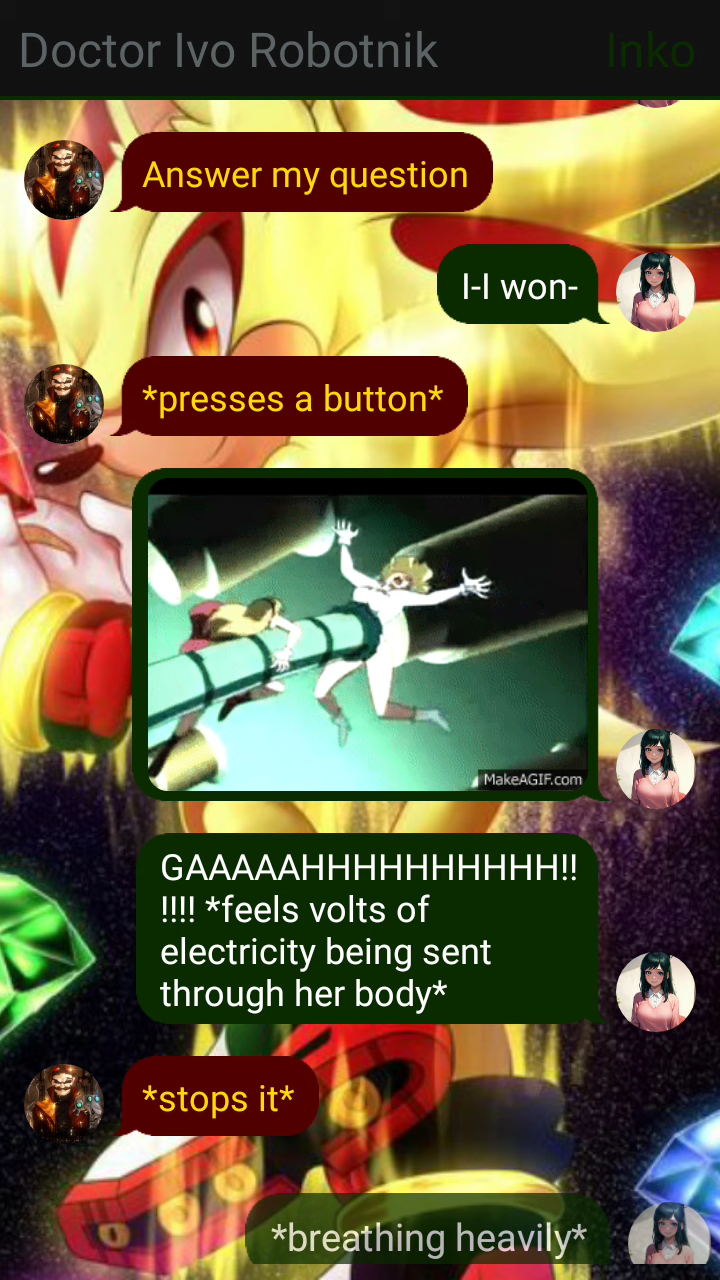 Doctor Ivo Robotnik
Inko
Answer my question
I-I won-
*presses a button*
MakeAGIF.com
GAAAAAHHHHHHHHHHH!!
!!!! *feels volts of
electricity being sent
through her body*
*stops it*
*breathing heavily*